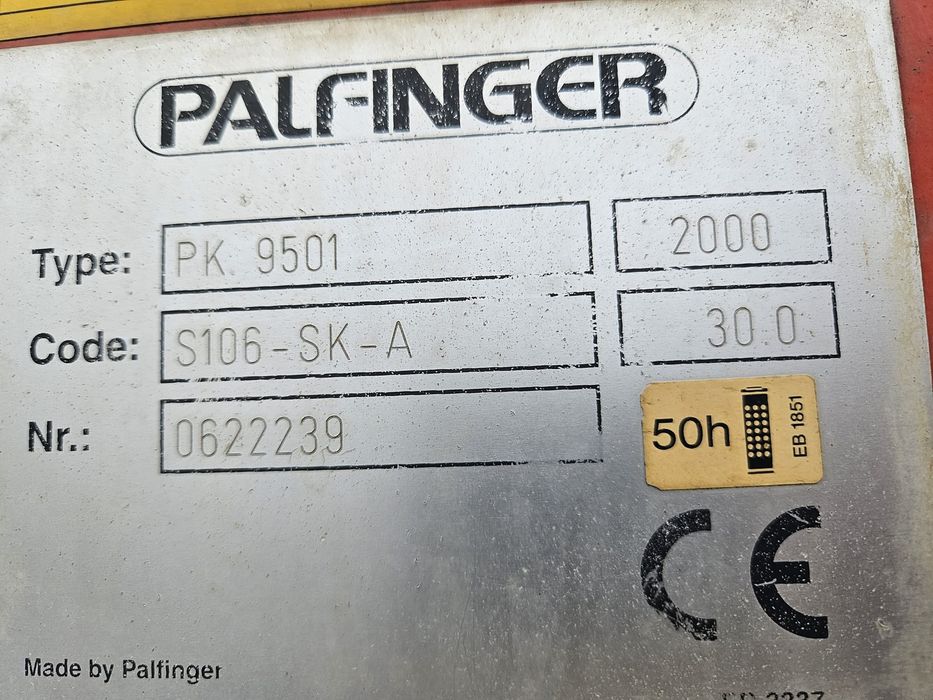 PALFINGER
Type: PK 9501 2000
Code: S106-SK-A 30.0
Nr.: 0622239
50h EB 1851
CE
Made by Palfinger